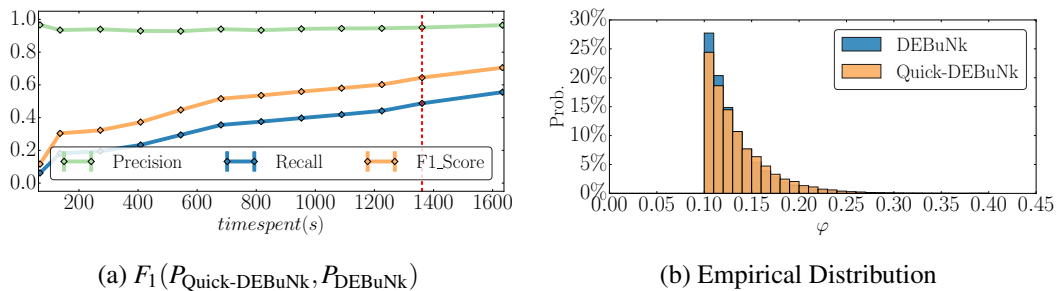 1.0
0.8
0.6
0.4
0.2
0.0
Precision Recall F1_Score
200 400 600 800 1000 1200 1400 1600
timespent(s)
(a) F₁(P_Quick-DEBuNk, P_DEBuNk)
30%
25%
20%
15%
10%
5%
0%
Prob.
DEBuNk
Quick-DEBuNk
0.00 0.05 0.10 0.15 0.20 0.25 0.30 0.35 0.40 0.45
φ
(b) Empirical Distribution